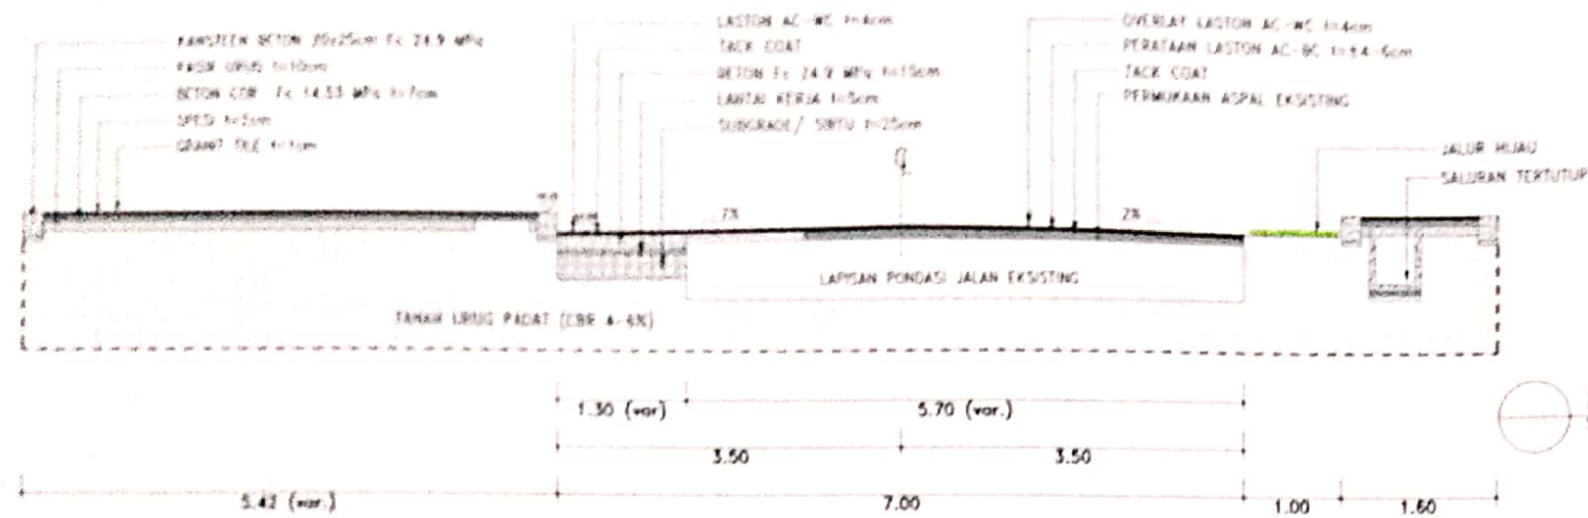 KANSTEEN BETON 20x25cm Fc 24.9 MPa
PASIR URUG t=10cm
BETON COR Fc 14.53 MPa t=7cm
SPESI t=2cm
GRANIT TILE t=1cm
LASTON AC-WC t=4cm
TACK COAT
BETON Fc 24.9 MPa t=15cm
LANTAI KERJA t=5cm
SUBGRADE/ SIRTU t=25cm
OVERLAY LASTON AC-WC t=4cm
PERATAAN LASTON AC-BC t=±4-6cm
TACK COAT
PERMUKAAN ASPAL EKSISTING
JALUR HIJAU
SALURAN TERTUTUP
2%
LAPISAN PONDASI JALAN EKSISTING
TANAH URUG PADAT (CBR 4-6%)
1.30 (var)
5.70 (var.)
3.50
3.50
5.42 (var.)
7.00
1.00
1.60